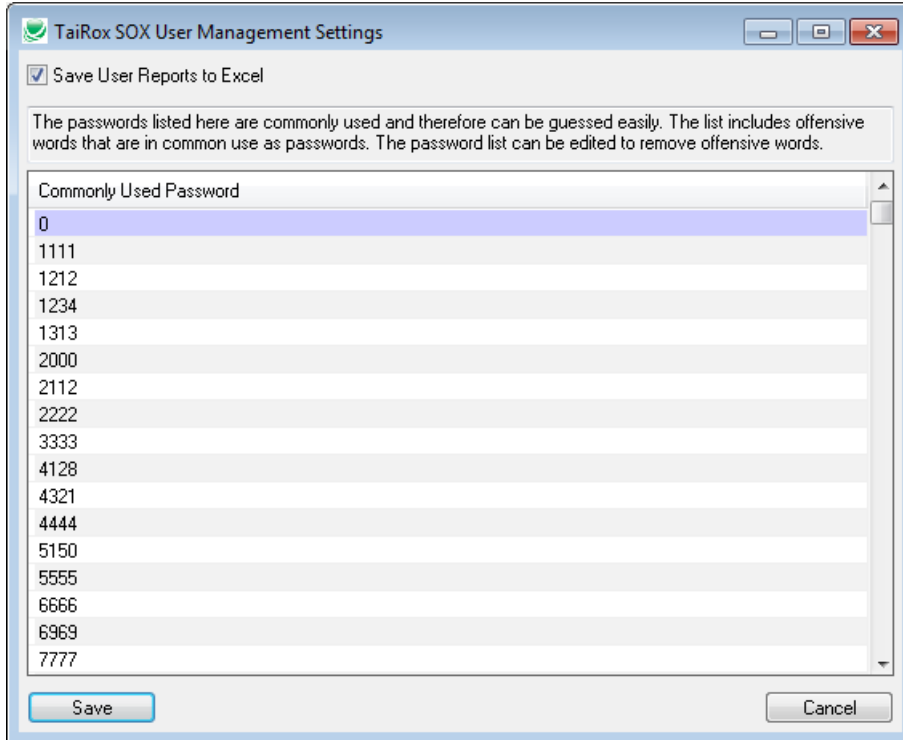 TaiRox SOX User Management Settings
Save User Reports to Excel
The passwords listed here are commonly used and therefore can be guessed easily. The list includes offensive
words that are in common use as passwords. The password list can be edited to remove offensive words.
Commonly Used Password
0
1111
1212
1234
1313
2000
2112
2222
3333
4128
4321
4444
5150
5555
6666
6969
7777
Save Cancel